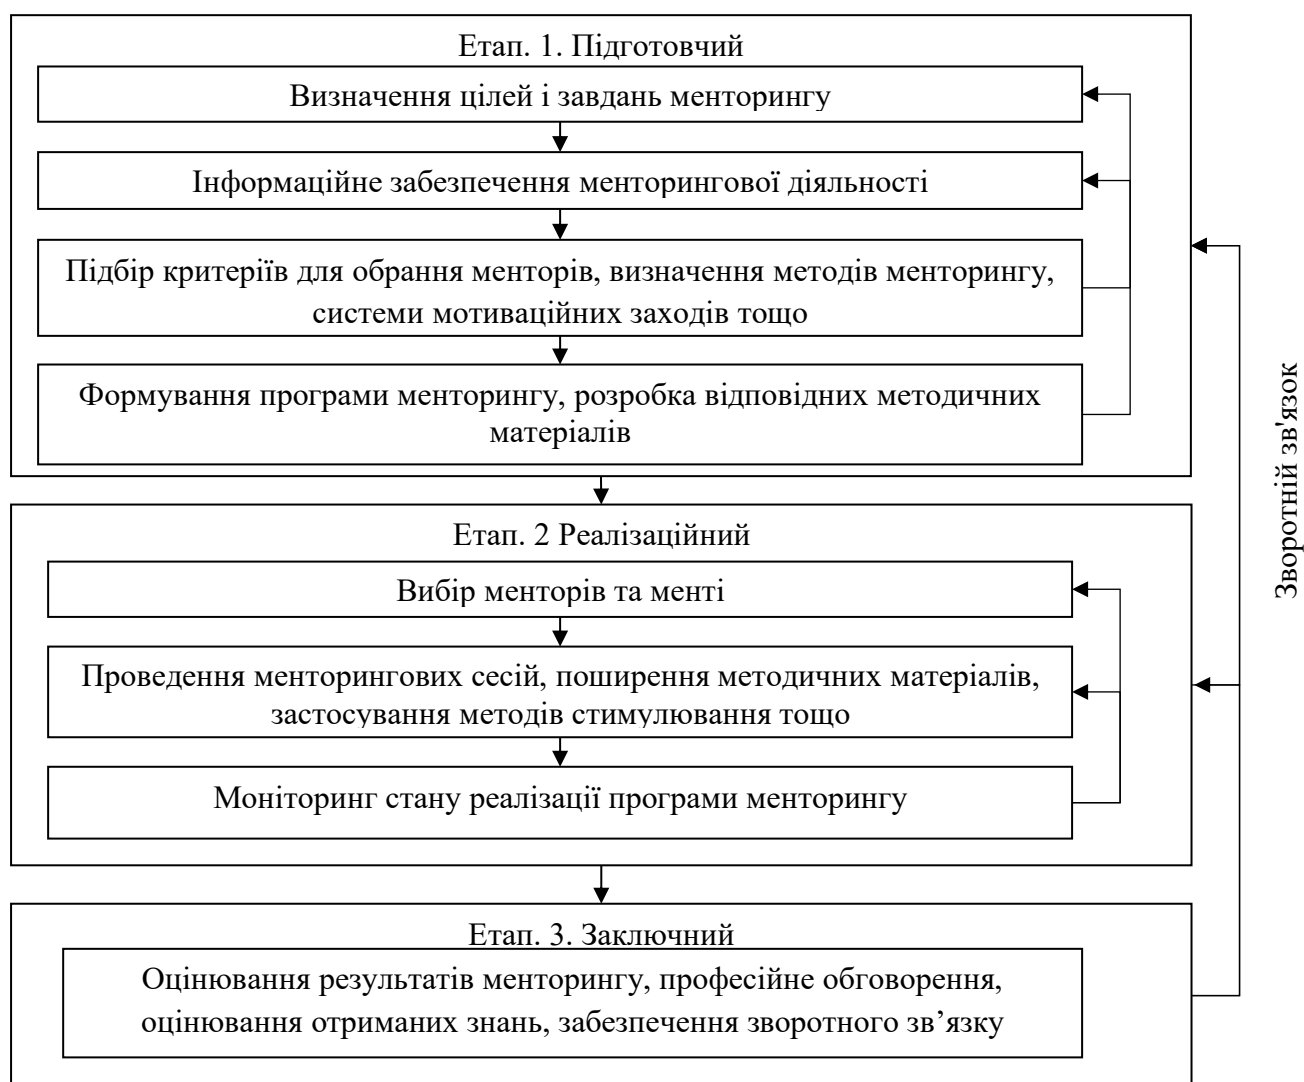 Етап. 1. Підготовчий
Визначення цілей і завдань менторингу
Інформаційне забезпечення менторингової діяльності
Підбір критеріїв для обрання менторів, визначення методів менторингу,
системи мотиваційних заходів тощо
Формування програми менторингу, розробка відповідних методичних
матеріалів
Етап. 2 Реалізаційний
Вибір менторів та менті
Проведення менторингових сесій, поширення методичних матеріалів,
застосування методів стимулювання тощо
Моніторинг стану реалізації програми менторингу
Етап. 3. Заключний
Оцінювання результатів менторингу, професійне обговорення,
оцінювання отриманих знань, забезпечення зворотного зв’язку
Зворотній зв'язок